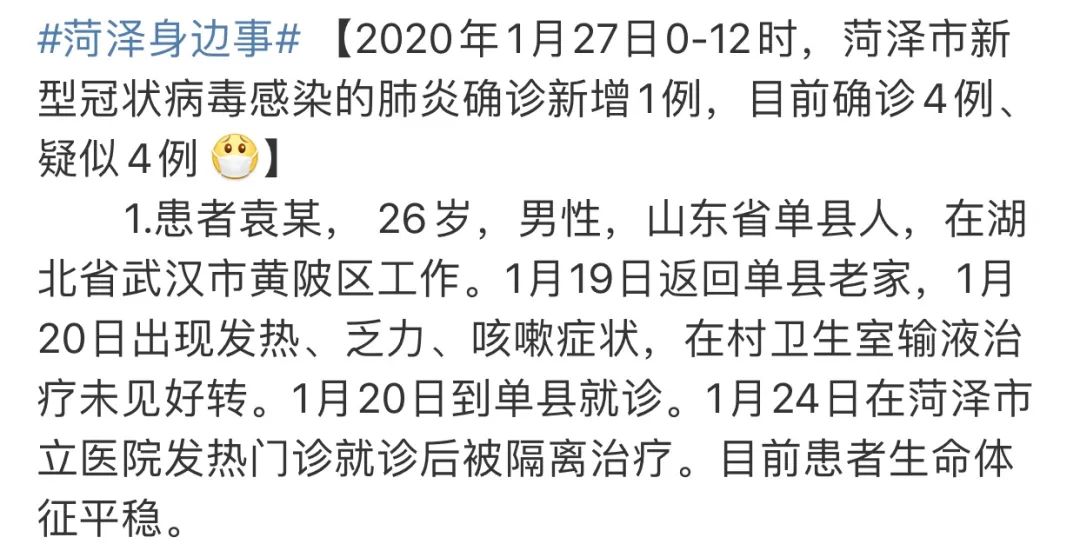 #菏泽身边事# 【2020年1月27日0-12时，菏泽市新
型冠状病毒感染的肺炎确诊新增1例，目前确诊4例、
疑似4例😷】
1.患者袁某， 26岁，男性，山东省单县人，在湖
北省武汉市黄陂区工作。1月19日返回单县老家，1月
20日出现发热、乏力、咳嗽症状，在村卫生室输液治
疗未见好转。1月20日到单县就诊。1月24日在菏泽市
立医院发热门诊就诊后被隔离治疗。目前患者生命体
征平稳。